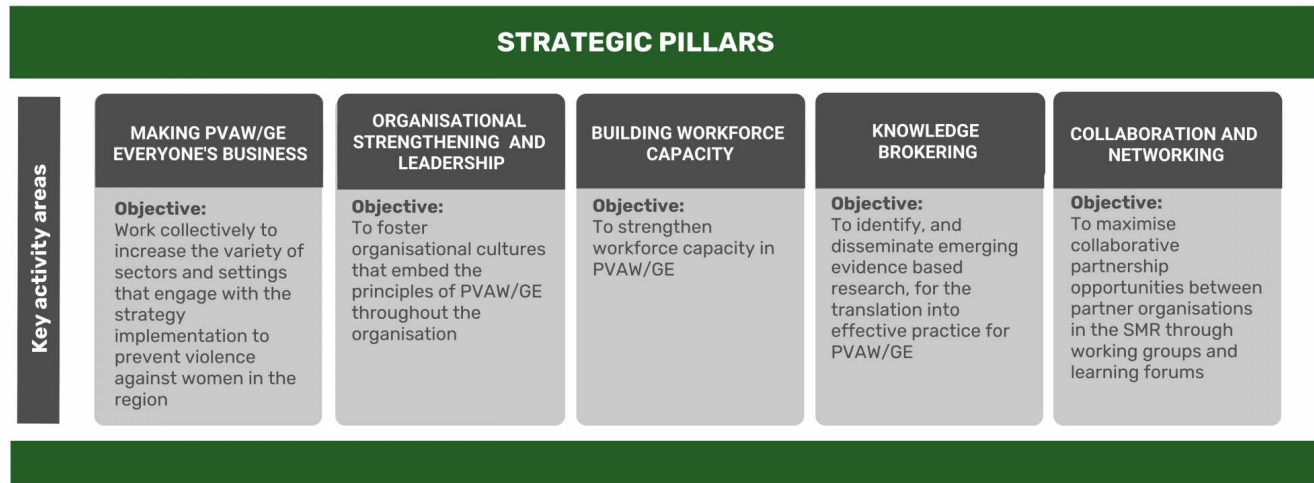 STRATEGIC PILLARS
Key activity areas
MAKING PVAW/GE
EVERYONE'S BUSINESS
Objective:
Work collectively to
increase the variety of
sectors and settings
that engage with the
strategy
implementation to
prevent violence
against women in the
region
ORGANISATIONAL
STRENGTHENING AND
LEADERSHIP
Objective:
To foster
organisational cultures
that embed the
principles of PVAW/GE
throughout the
organisation
BUILDING WORKFORCE
CAPACITY
Objective:
To strengthen
workforce capacity in
PVAW/GE
KNOWLEDGE
BROKERING
Objective:
To identify, and
disseminate emerging
evidence based
research, for the
translation into
effective practice for
PVAW/GE
COLLABORATION AND
NETWORKING
Objective:
To maximise
collaborative
partnership
opportunities between
partner organisations
in the SMR through
working groups and
learning forums